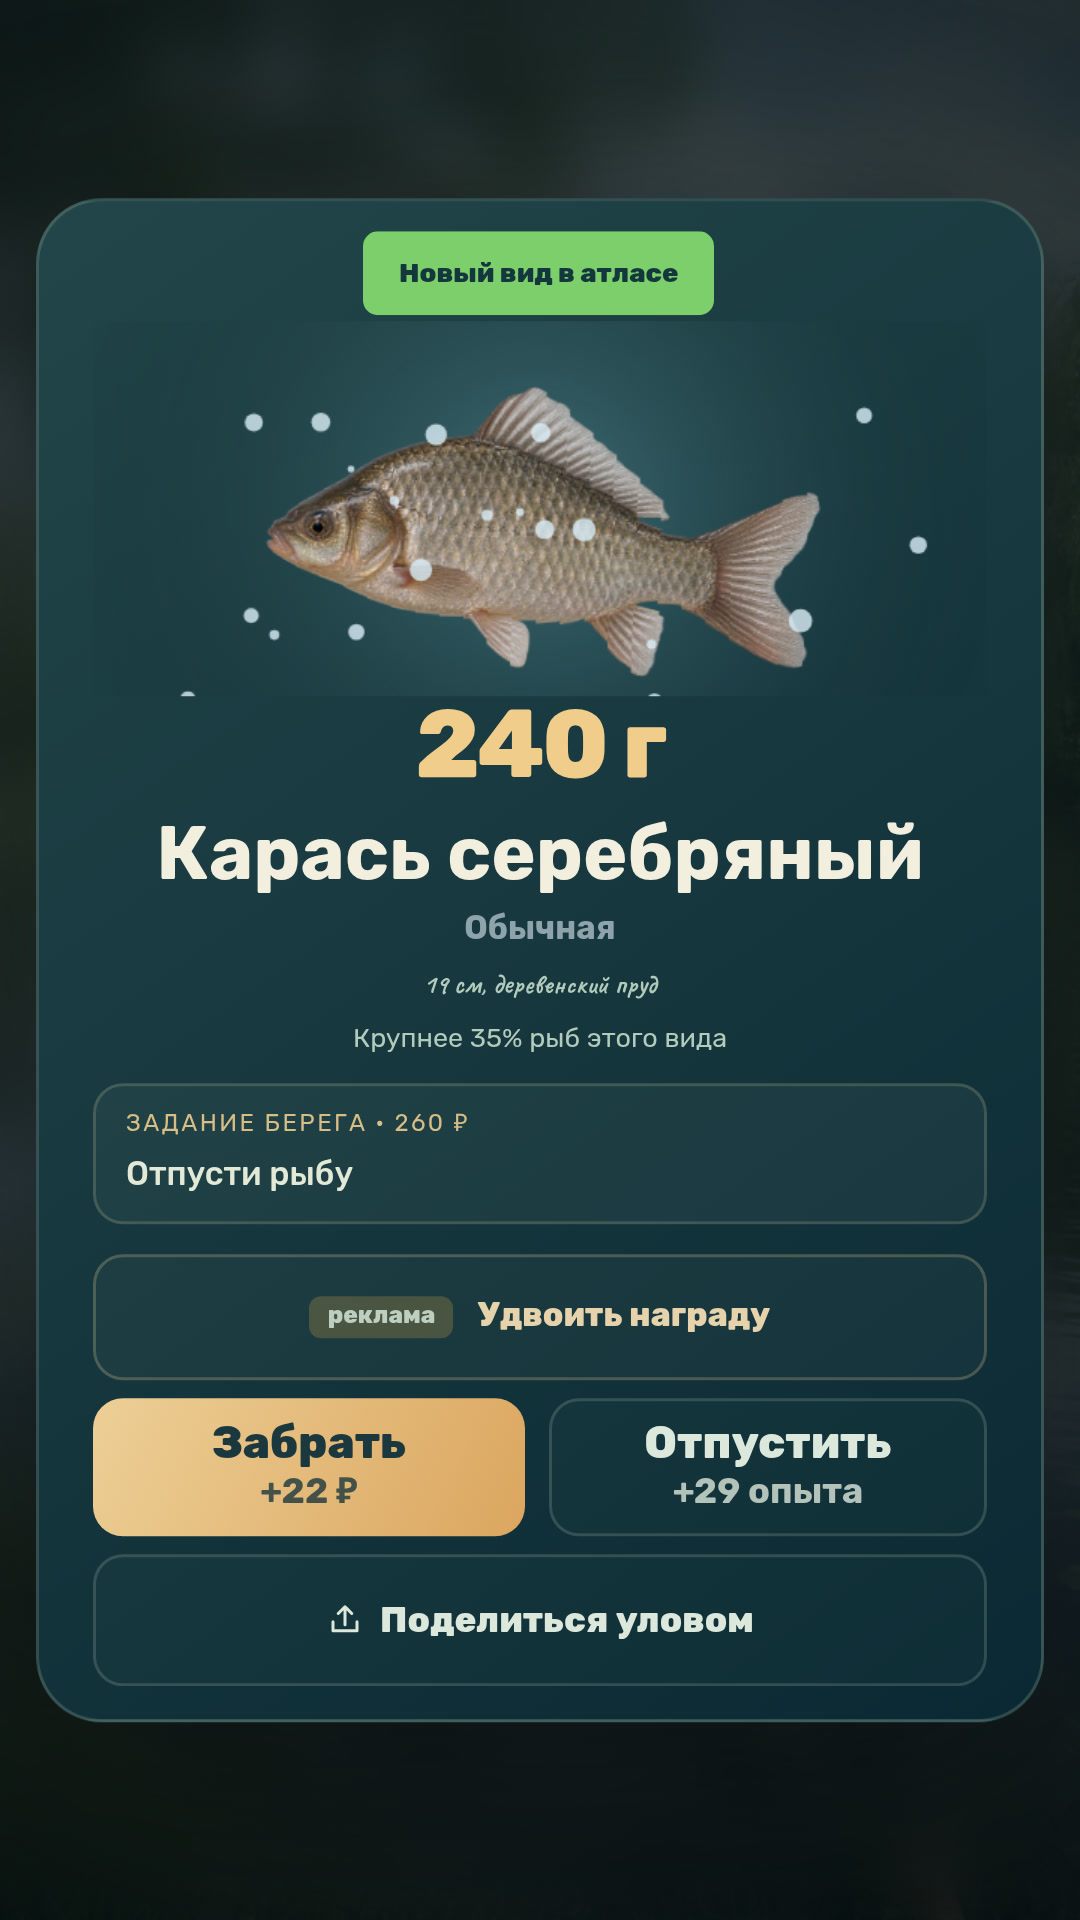 Новый вид в атласе
240 г
Карась серебряный
Обычная
19 см, деревенский пруд
Крупнее 35% рыб этого вида
ЗАДАНИЕ БЕРЕГА • 260 ₽
Отпусти рыбу
реклама Удвоить награду
Забрать
+22 ₽
Отпустить
+29 опыта
Поделиться уловом